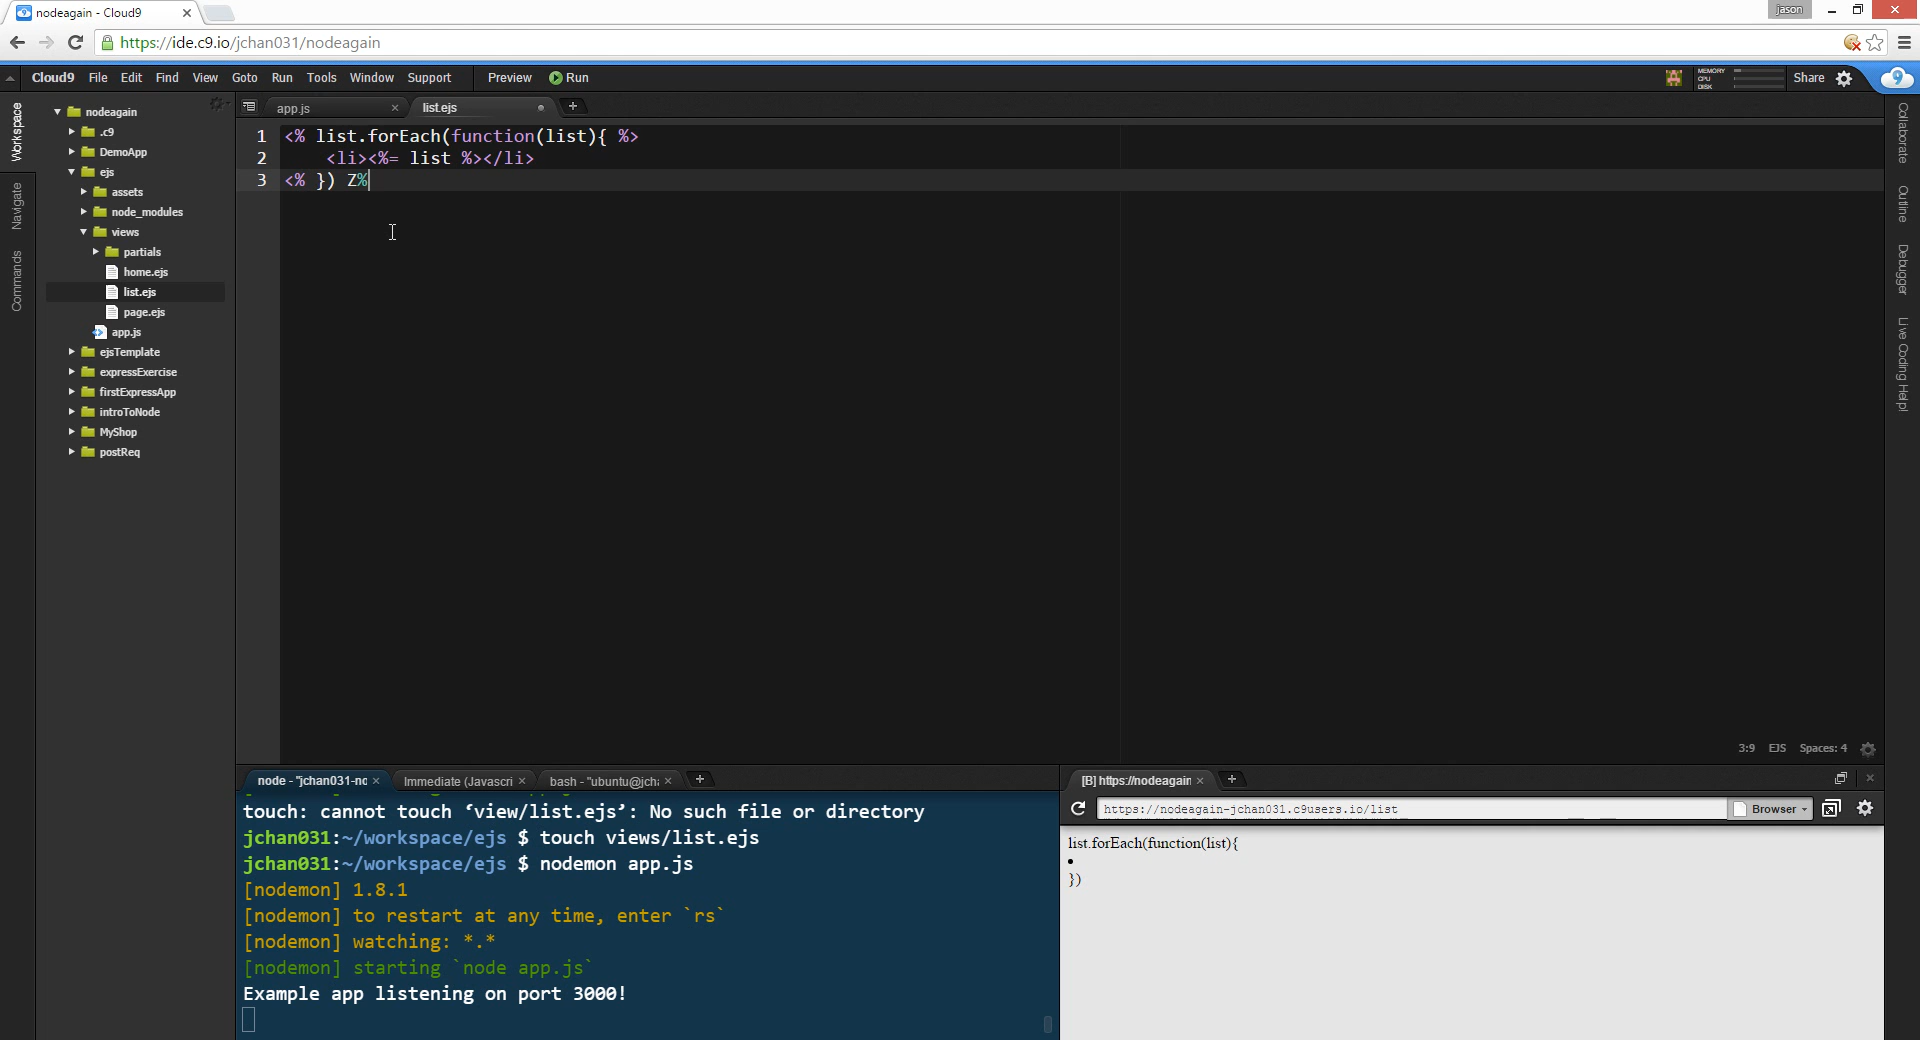 nodeagain - Cloud9
jason
https://ide.c9.io/jchan031/nodeagain
Cloud9 File Edit Find View Goto Run Tools Window Support Preview Run
MEMORY
CPU
DISK
Share
9
Workspace
Navigate
Commands
nodeagain
.c9
DemoApp
ejs
assets
node_modules
views
partials
home.ejs
list.ejs
page.ejs
app.js
ejsTemplate
expressExercise
firstExpressApp
introToNode
MyShop
postReq
app.js
list.ejs
1 <% list.forEach(function(list){ %>
2 <li><%= list %></li>
3 <% }) Z%
3:9 EJS Spaces: 4
Collaborate
Outline
Debugger
Live Coding Help!
node - "jchan031-no
Immediate (Javascri
bash - "ubuntu@jcha
touch: cannot touch ‘view/list.ejs’: No such file or directory
jchan031:~/workspace/ejs $ touch views/list.ejs
jchan031:~/workspace/ejs $ nodemon app.js
[nodemon] 1.8.1
[nodemon] to restart at any time, enter `rs`
[nodemon] watching: *.*
[nodemon] starting `node app.js`
Example app listening on port 3000!
[B] https://nodeagain
https://nodeagain-jchan031.c9users.io/list
Browser
list.forEach(function(list){
•
})